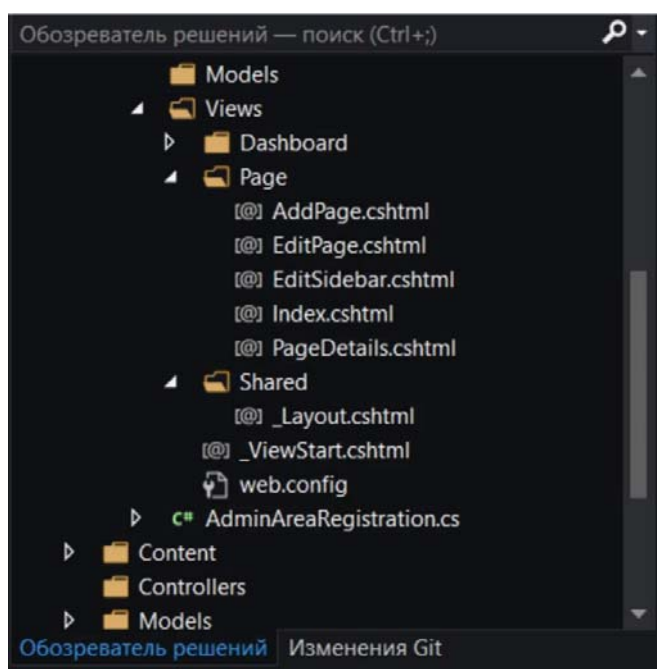 Обозреватель решений — поиск (Ctrl+;)
Models
Views
Dashboard
Page
[@] AddPage.cshtml
[@] EditPage.cshtml
[@] EditSidebar.cshtml
[@] Index.cshtml
[@] PageDetails.cshtml
Shared
[@] _Layout.cshtml
[@] _ViewStart.cshtml
web.config
C# AdminAreaRegistration.cs
Content
Controllers
Models
Обозреватель решений Изменения Git